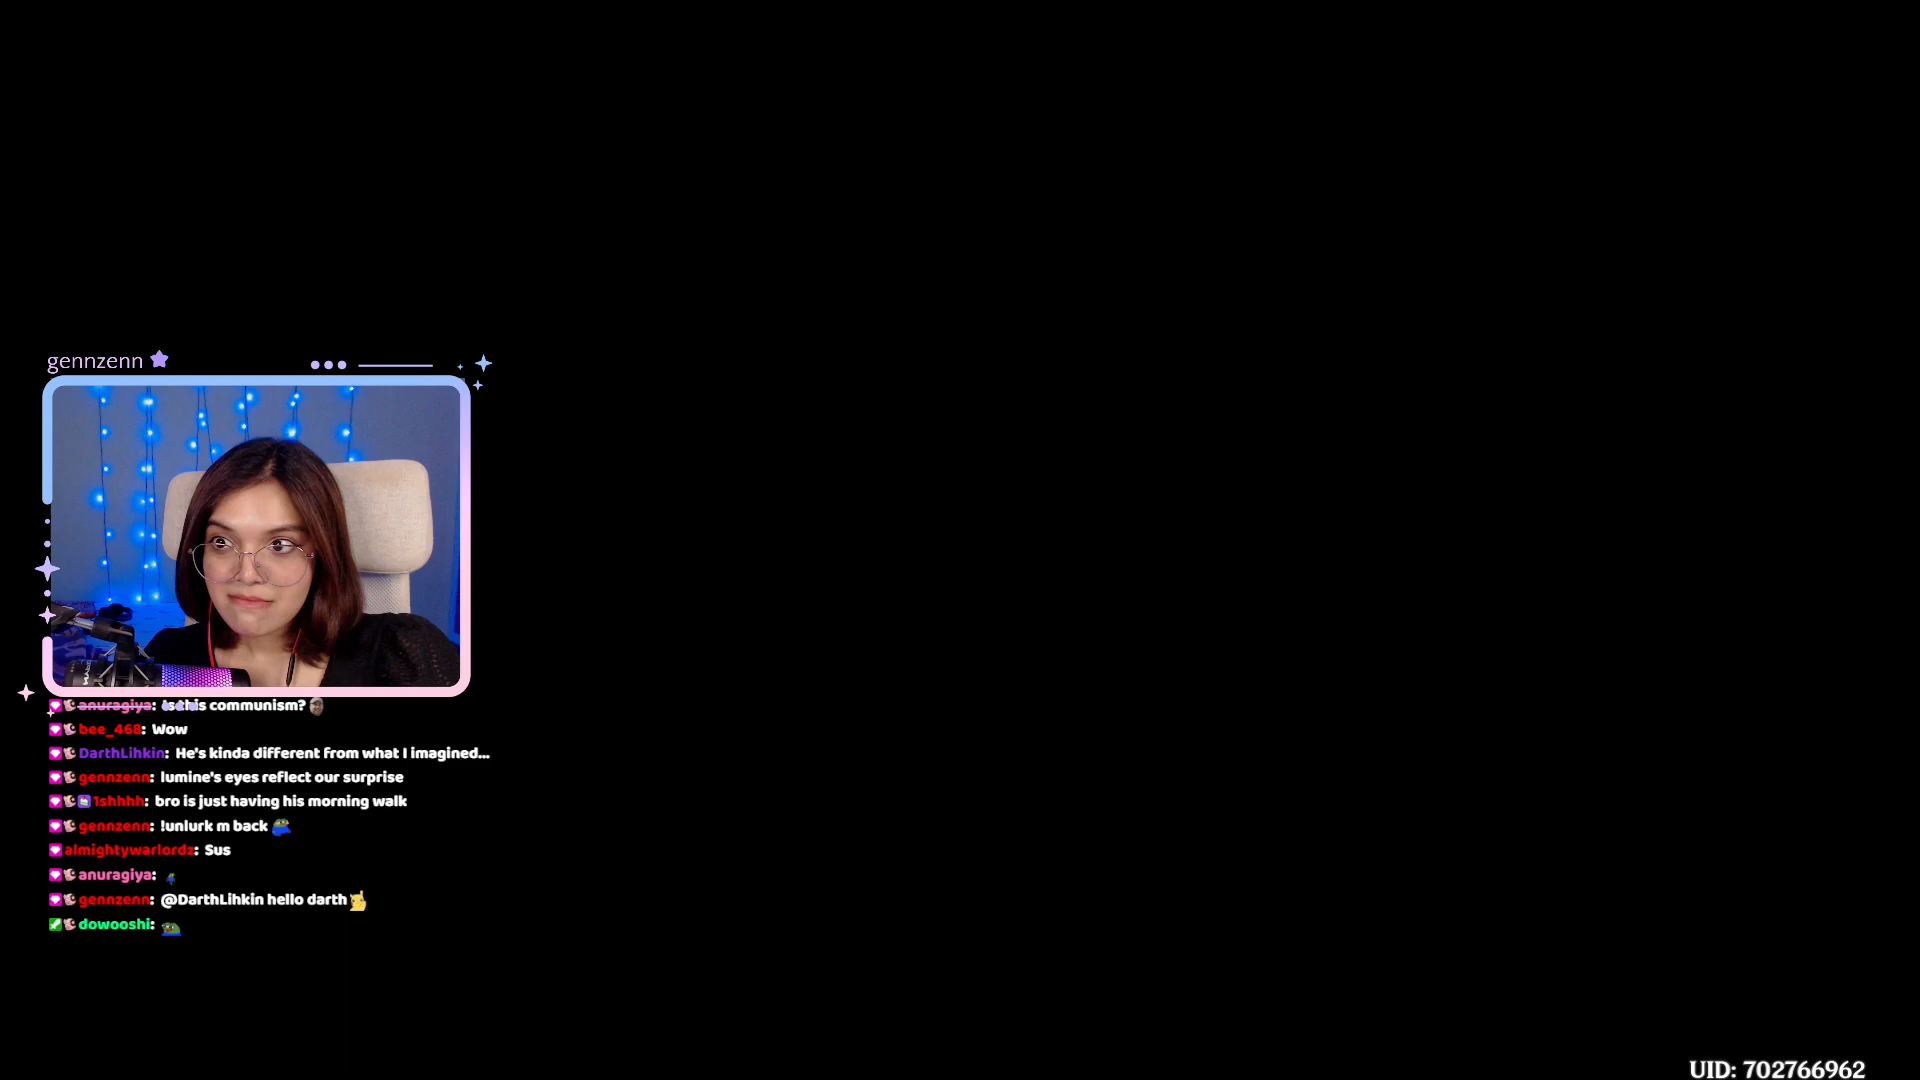 gennzenn
anuragiya: Is this communism?
bee_468: Wow
DarthLihkin: He's kinda different from what I imagined...
gennzenn: lumine's eyes reflect our surprise
1shhhh: bro is just having his morning walk
gennzenn: !unlurk m back
almightywarlordz: Sus
anuragiya:
gennzenn: @DarthLihkin hello darth
dowooshi:
UID: 702766962